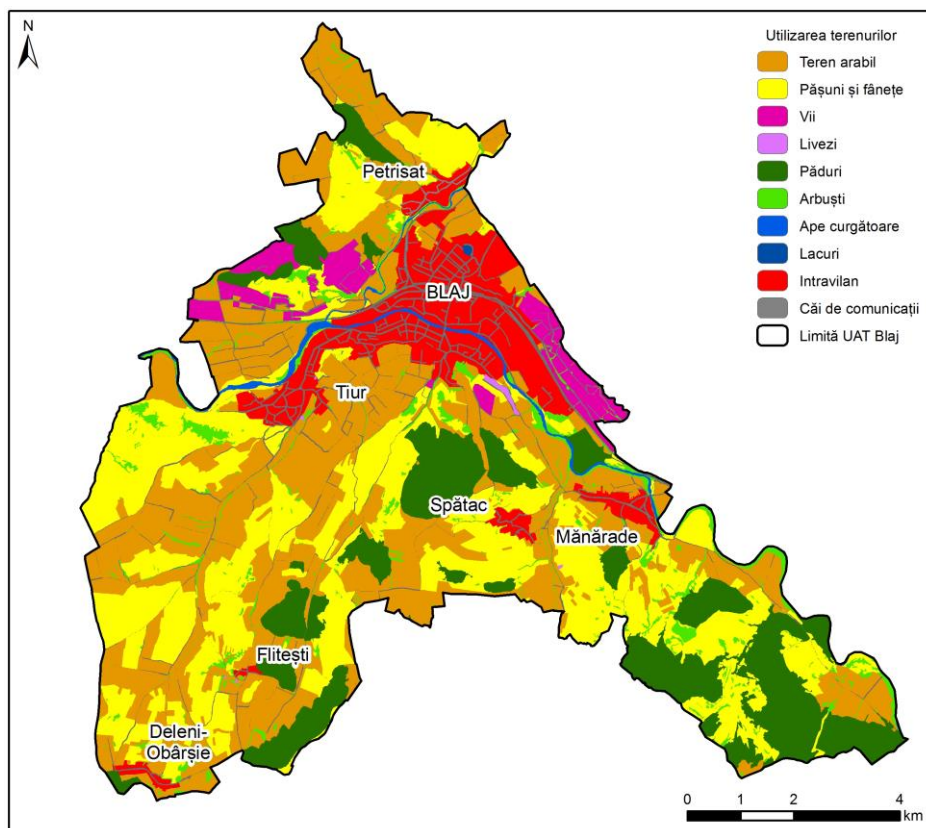 N
Utilizarea terenurilor
Teren arabil
Pășuni și fânețe
Vii
Livezi
Păduri
Arbuști
Ape curgătoare
Lacuri
Intravilan
Căi de comunicații
Limită UAT Blaj
Petrisat
BLAJ
Tiur
Spătac
Mănărade
Flitești
Deleni-
Obârșie
0 1 2 4
km